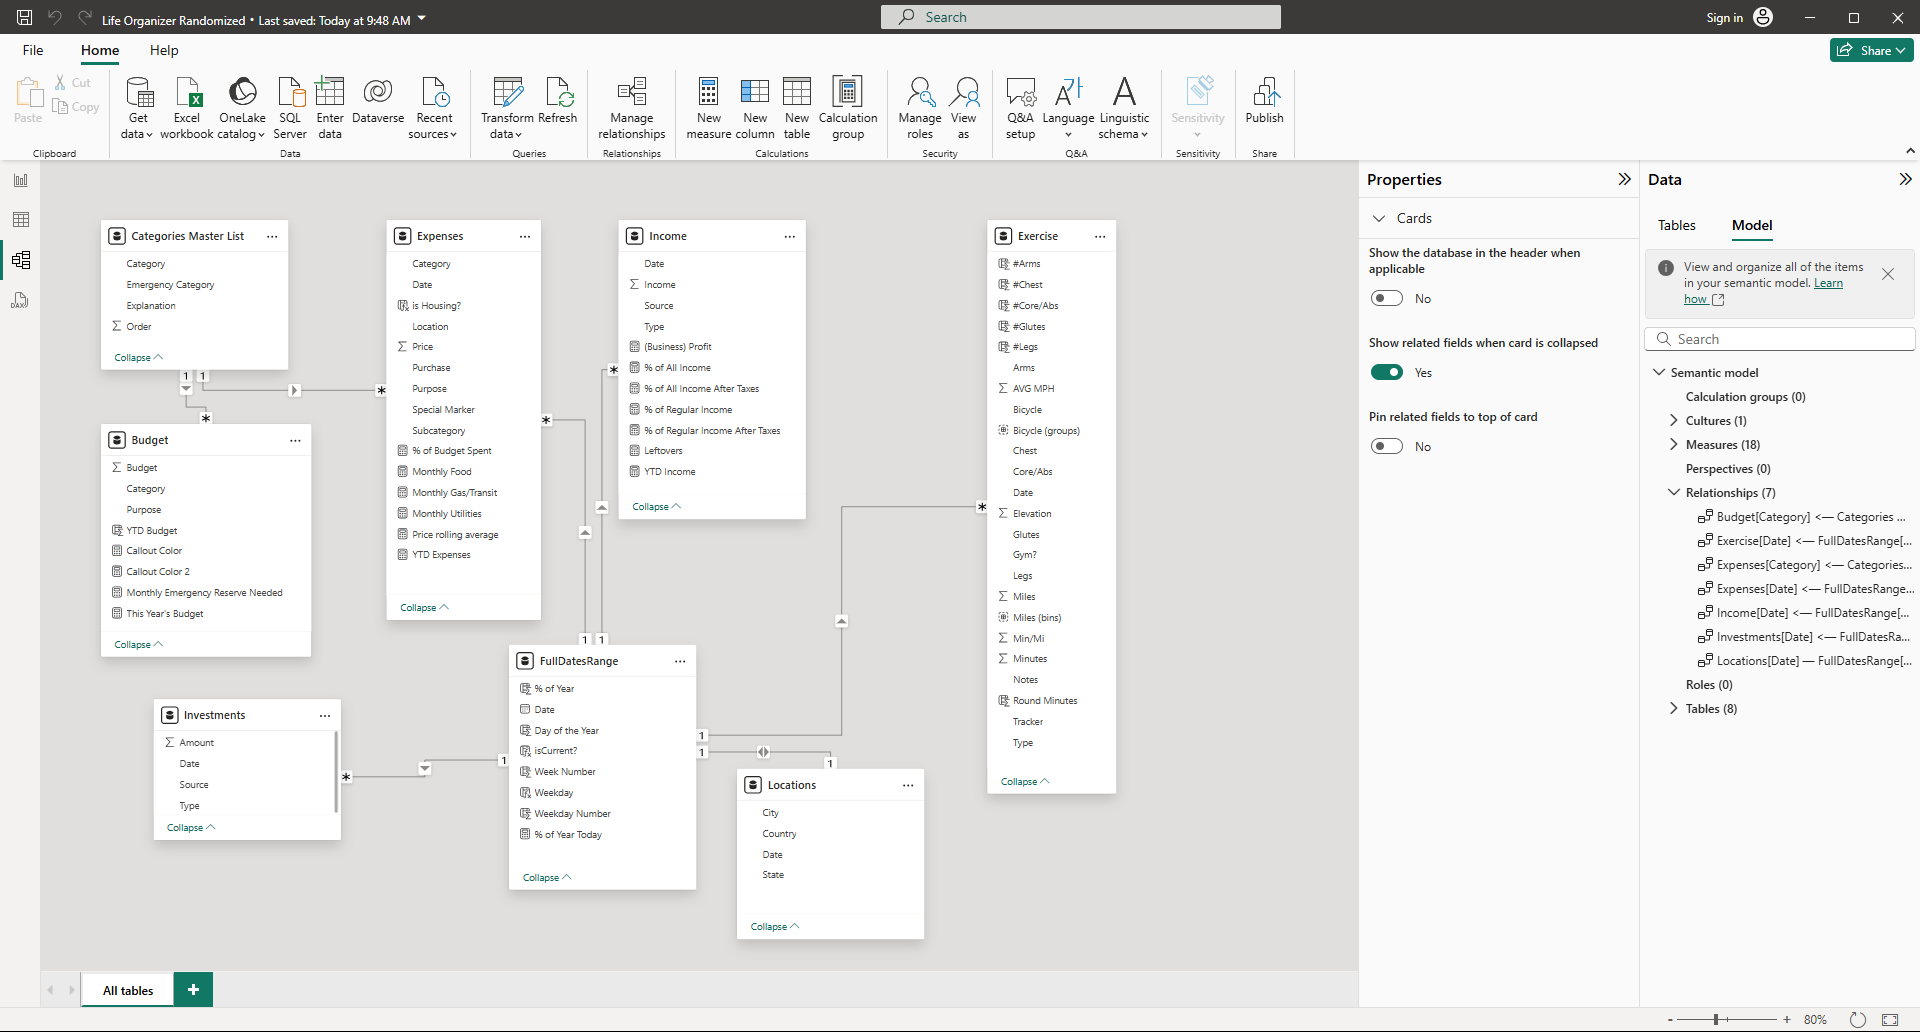 Life Organizer Randomized • Last saved: Today at 9:48 AM
Search
Sign in
File
Home
Help
Share
Paste
Cut
Copy
Clipboard
Get data
Excel workbook
OneLake catalog
SQL Server
Enter data
Dataverse
Recent sources
Data
Transform data
Refresh
Queries
Manage relationships
Relationships
New measure
New column
New table
Calculation group
Calculations
Manage roles
View as
Security
Q&A setup
Language
Linguistic schema
Q&A
Sensitivity
Sensitivity
Publish
Share
Categories Master List
Category
Emergency Category
Explanation
Order
Collapse
1 1
*
*
Budget
Budget
Category
Purpose
YTD Budget
Callout Color
Callout Color 2
Monthly Emergency Reserve Needed
This Year's Budget
Collapse
Expenses
Category
Date
is Housing?
Location
Price
Purchase
Purpose
Special Marker
Subcategory
% of Budget Spent
Monthly Food
Monthly Gas/Transit
Monthly Utilities
Price rolling average
YTD Expenses
Collapse
*
*
Income
Date
Income
Source
Type
(Business) Profit
% of All Income
% of All Income After Taxes
% of Regular Income
% of Regular Income After Taxes
Leftovers
YTD Income
Collapse
Exercise
#Arms
#Chest
#Core/Abs
#Glutes
#Legs
Arms
AVG MPH
Bicycle
Bicycle (groups)
Chest
Core/Abs
Date
Elevation
Glutes
Gym?
Legs
Miles
Miles (bins)
Min/Mi
Minutes
Notes
Round Minutes
Tracker
Type
Collapse
*
1 1
FullDatesRange
% of Year
Date
Day of the Year
isCurrent?
Week Number
Weekday
Weekday Number
% of Year Today
Collapse
1
1
1
1
Investments
Amount
Date
Source
Type
Collapse
*
Locations
City
Country
Date
State
Collapse
All tables
Properties
Cards
Show the database in the header when
applicable
No
Show related fields when card is collapsed
Yes
Pin related fields to top of card
No
Data
Tables
Model
View and organize all of the items
in your semantic model. Learn
how
Search
Semantic model
Calculation groups (0)
Cultures (1)
Measures (18)
Perspectives (0)
Relationships (7)
Budget[Category] <— Categories ...
Exercise[Date] <— FullDatesRange[...
Expenses[Category] <— Categories...
Expenses[Date] <— FullDatesRange...
Income[Date] <— FullDatesRange[...
Investments[Date] <— FullDatesRa...
Locations[Date] — FullDatesRange[...
Roles (0)
Tables (8)
- + 80%